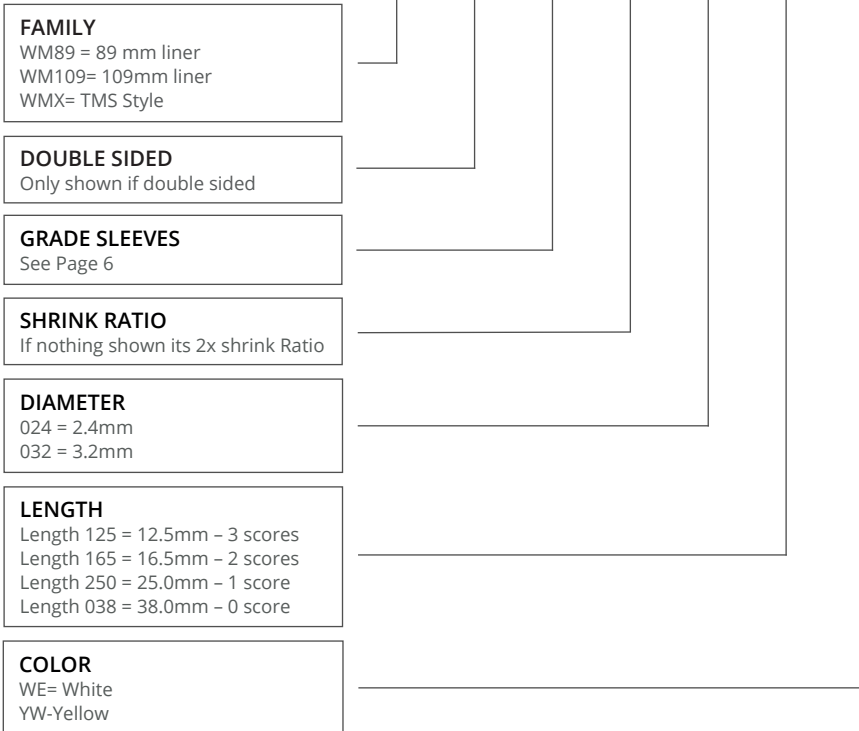 FAMILY
WM89 = 89 mm liner
WM109= 109mm liner
WMX= TMS Style
DOUBLE SIDED
Only shown if double sided
GRADE SLEEVES
See Page 6
SHRINK RATIO
If nothing shown its 2x shrink Ratio
DIAMETER
024 = 2.4mm
032 = 3.2mm
LENGTH
Length 125 = 12.5mm – 3 scores
Length 165 = 16.5mm – 2 scores
Length 250 = 25.0mm – 1 score
Length 038 = 38.0mm – 0 score
COLOR
WE= White
YW-Yellow